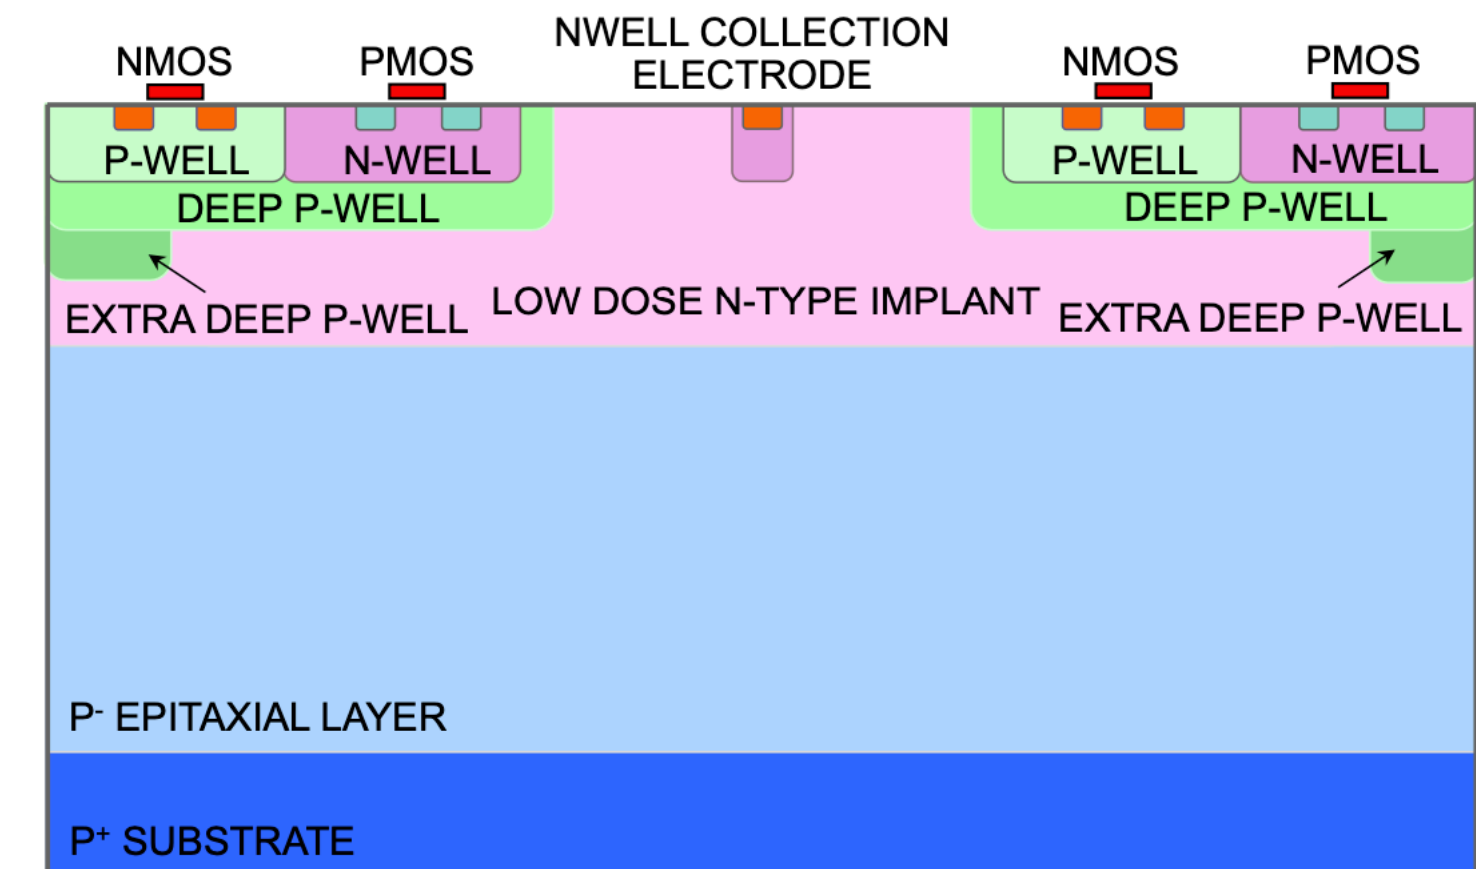 NWELL COLLECTION
ELECTRODE
NMOS
PMOS
NMOS
PMOS
P-WELL
N-WELL
P-WELL
N-WELL
DEEP P-WELL
DEEP P-WELL
EXTRA DEEP P-WELL
LOW DOSE N-TYPE IMPLANT
EXTRA DEEP P-WELL
P⁻ EPITAXIAL LAYER
P⁺ SUBSTRATE